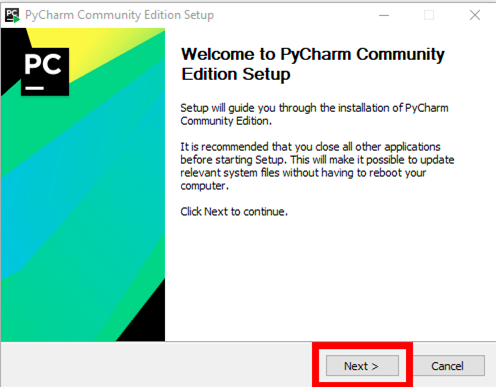 PC PyCharm Community Edition Setup
PC
Welcome to PyCharm Community
Edition Setup
Setup will guide you through the installation of PyCharm
Community Edition.
It is recommended that you close all other applications
before starting Setup. This will make it possible to update
relevant system files without having to reboot your
computer.
Click Next to continue.
Next > Cancel